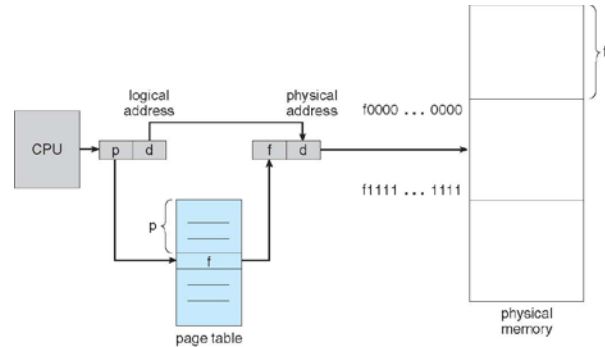 logical
address
physical
address
f0000 ... 0000
f
CPU
p
d
f
d
f1111 ... 1111
p
f
page table
physical
memory